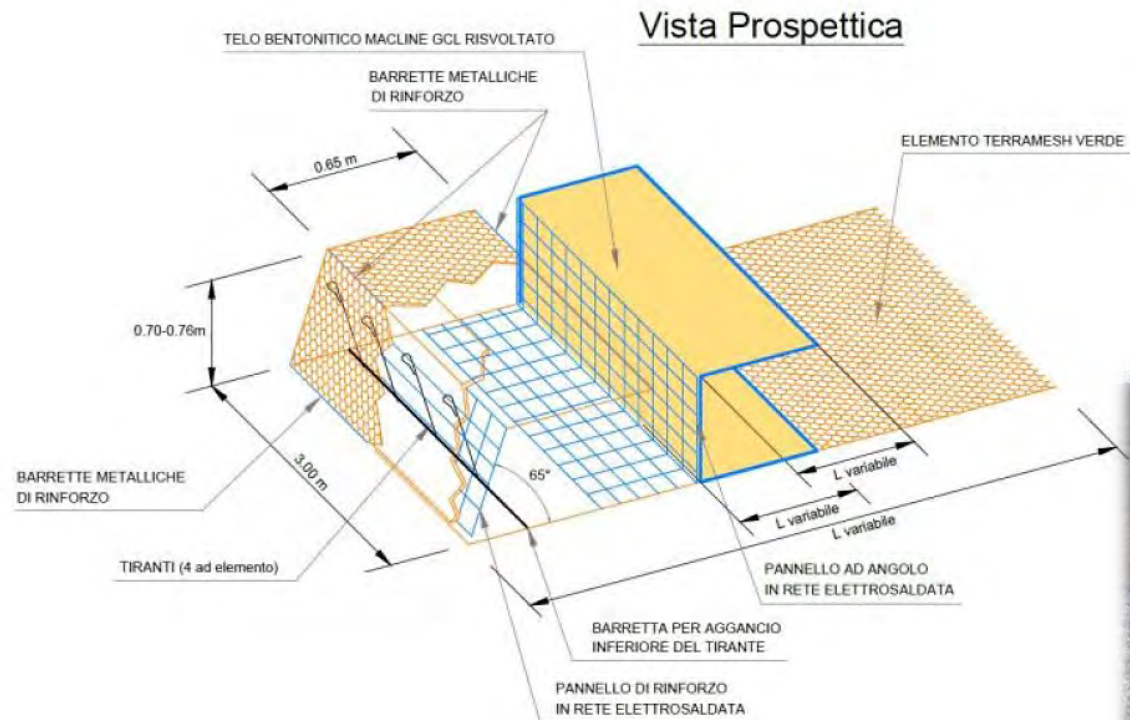 Vista Prospettica
TELO BENTONITICO MACLINE GCL RISVOLTATO
BARRETTE METALLICHE
DI RINFORZO
ELEMENTO TERRAMESH VERDE
0.65 m
0.70-0.76m
3.00 m
65°
L variabile
L variabile
L variabile
BARRETTE METALLICHE
DI RINFORZO
TIRANTI (4 ad elemento)
PANNELLO AD ANGOLO
IN RETE ELETTROSALDATA
BARRETTA PER AGGANCIO
INFERIORE DEL TIRANTE
PANNELLO DI RINFORZO
IN RETE ELETTROSALDATA